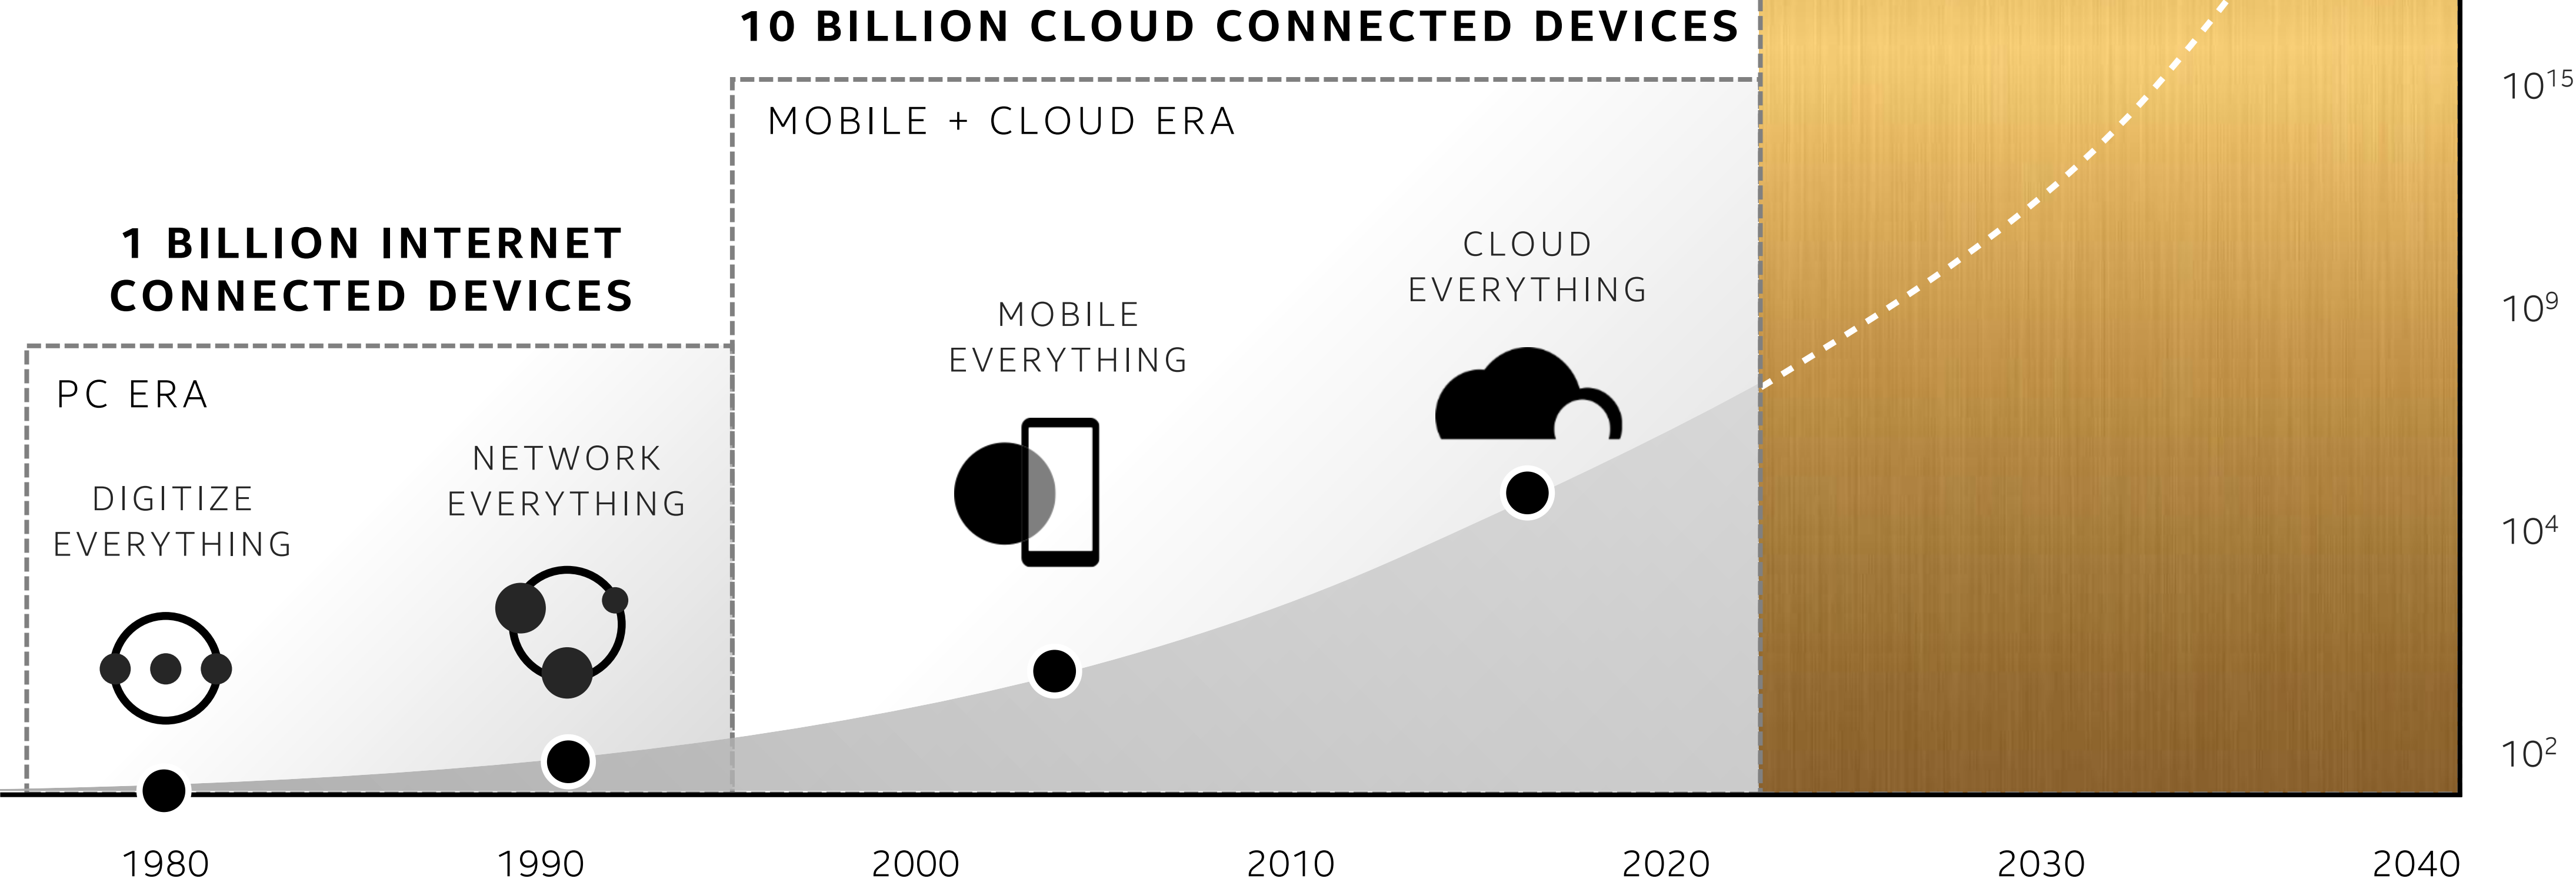 10 BILLION CLOUD CONNECTED DEVICES
MOBILE + CLOUD ERA
1 BILLION INTERNET
CONNECTED DEVICES
PC ERA
DIGITIZE
EVERYTHING
NETWORK
EVERYTHING
MOBILE
EVERYTHING
CLOUD
EVERYTHING
10¹⁵
10⁹
10⁴
10²
1980
1990
2000
2010
2020
2030
2040